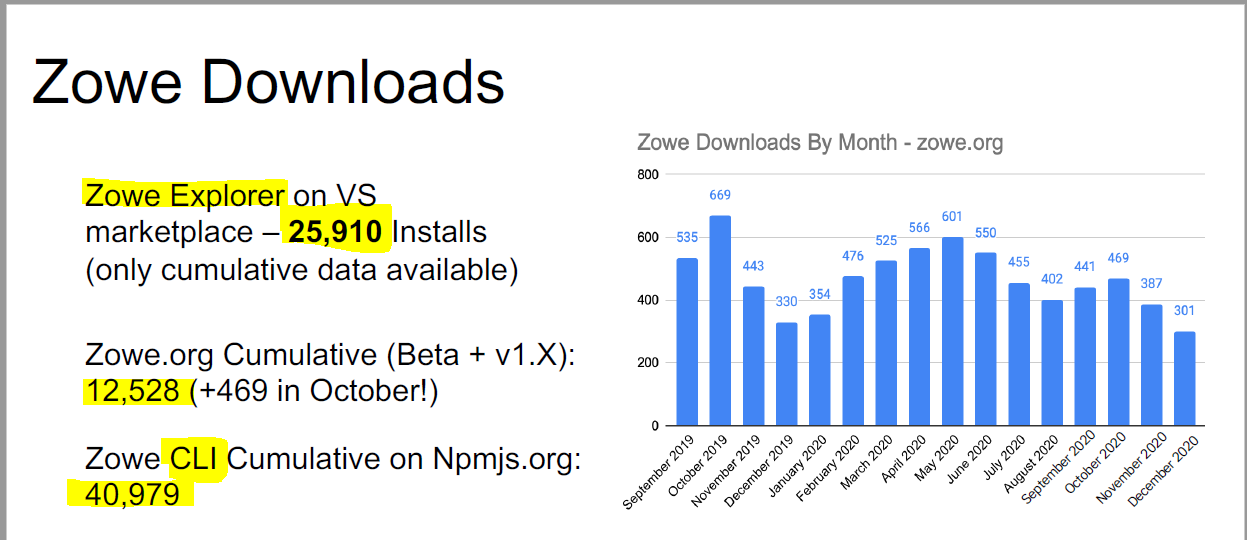 Zowe Downloads
Zowe Explorer on VS
marketplace – 25,910 Installs
(only cumulative data available)
Zowe.org Cumulative (Beta + v1.X):
12,528 (+469 in October!)
Zowe CLI Cumulative on Npmjs.org:
40,979
Zowe Downloads By Month - zowe.org
800
600
400
200
0
535
669
443
330
354
476
525
566
601
550
455
402
441
469
387
301
September 2019
October 2019
November 2019
December 2019
January 2020
February 2020
March 2020
April 2020
May 2020
June 2020
July 2020
August 2020
September 2020
October 2020
November 2020
December 2020